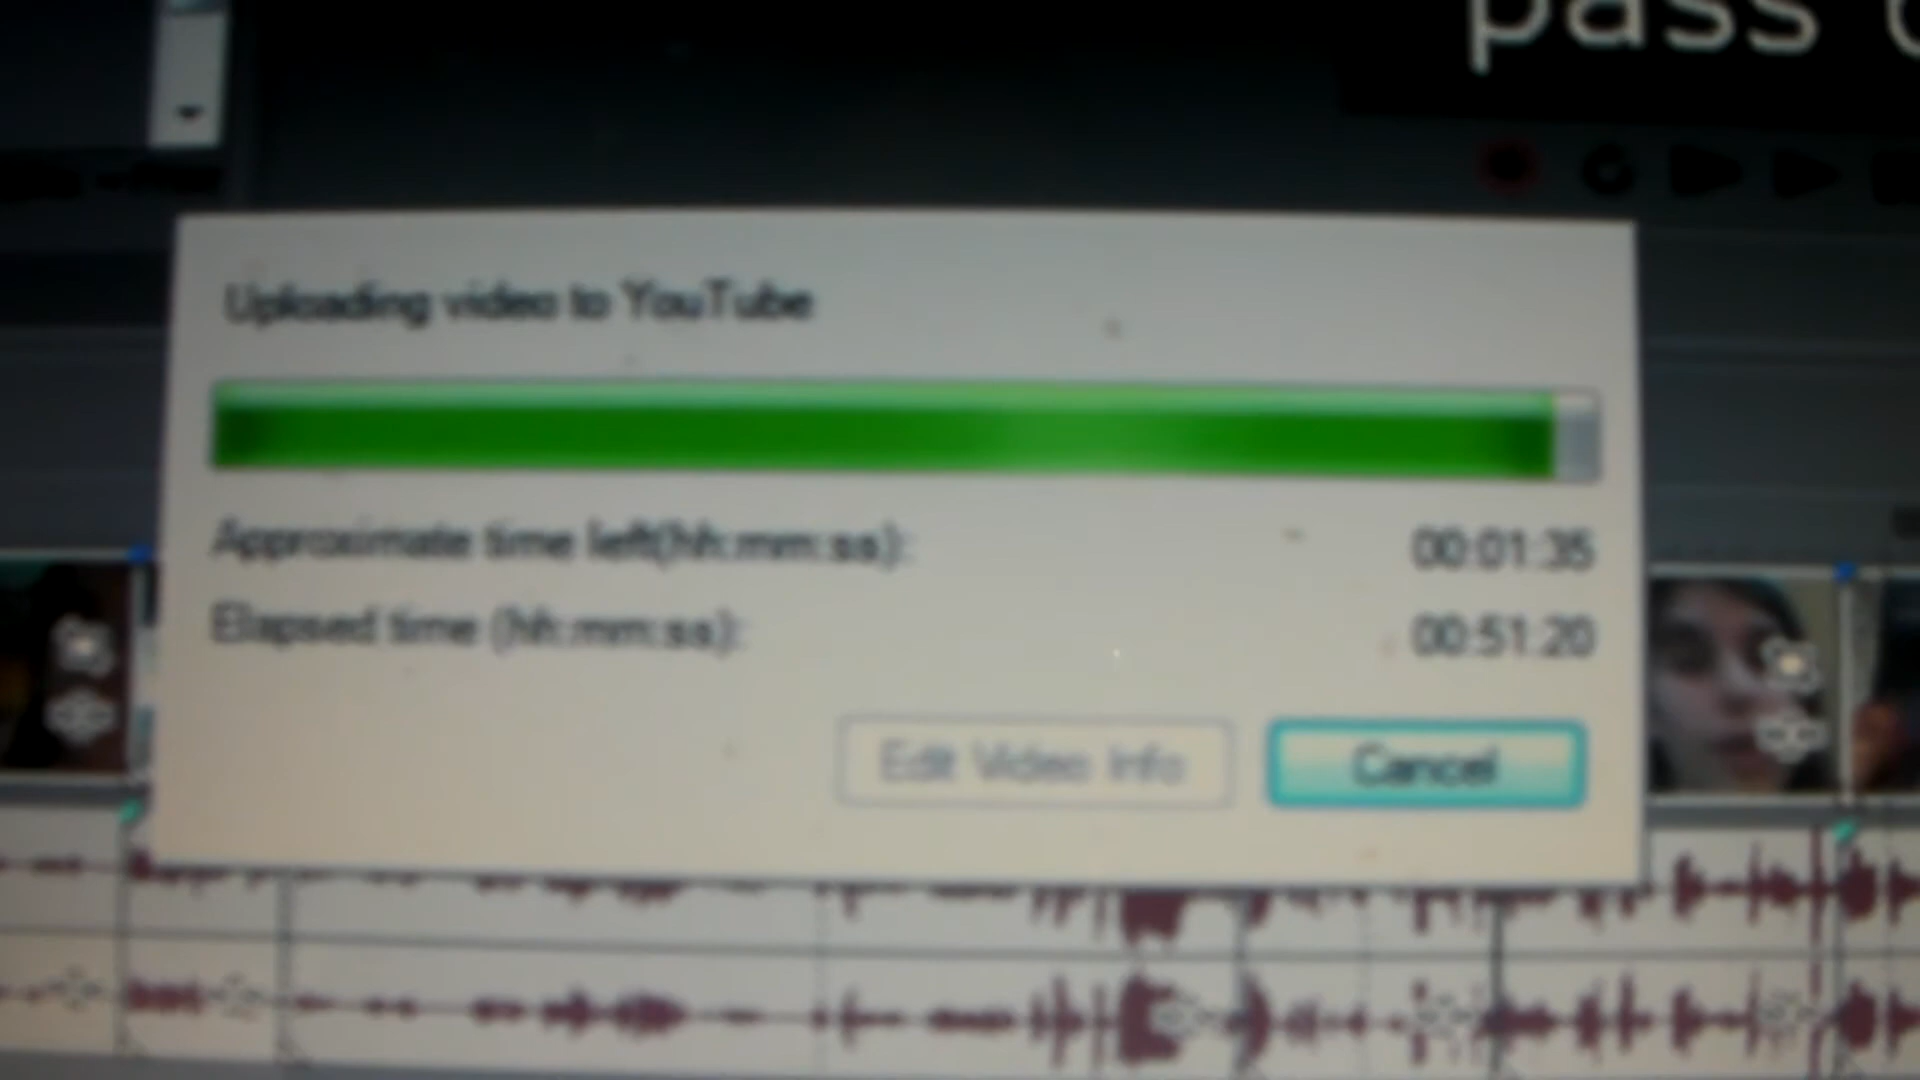 pass
Uploading video to YouTube
Approximate time left(hh:mm:ss): 00:01:35
Elapsed time (hh:mm:ss): 00:51:20
Edit Video Info Cancel